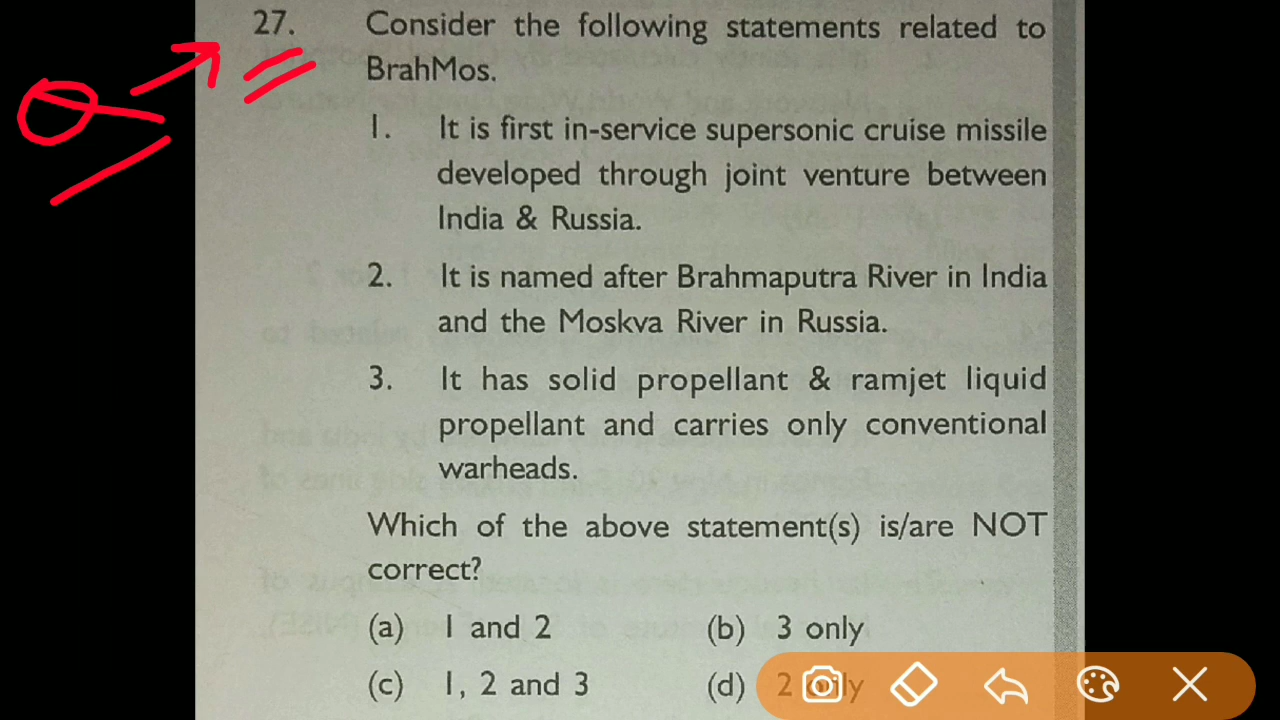 27. Consider the following statements related to
BrahMos.
1. It is first in-service supersonic cruise missile
developed through joint venture between
India & Russia.
2. It is named after Brahmaputra River in India
and the Moskva River in Russia.
3. It has solid propellant & ramjet liquid
propellant and carries only conventional
warheads.
Which of the above statement(s) is/are NOT
correct?
(a) 1 and 2 (b) 3 only
(c) 1, 2 and 3 (d) 2 only